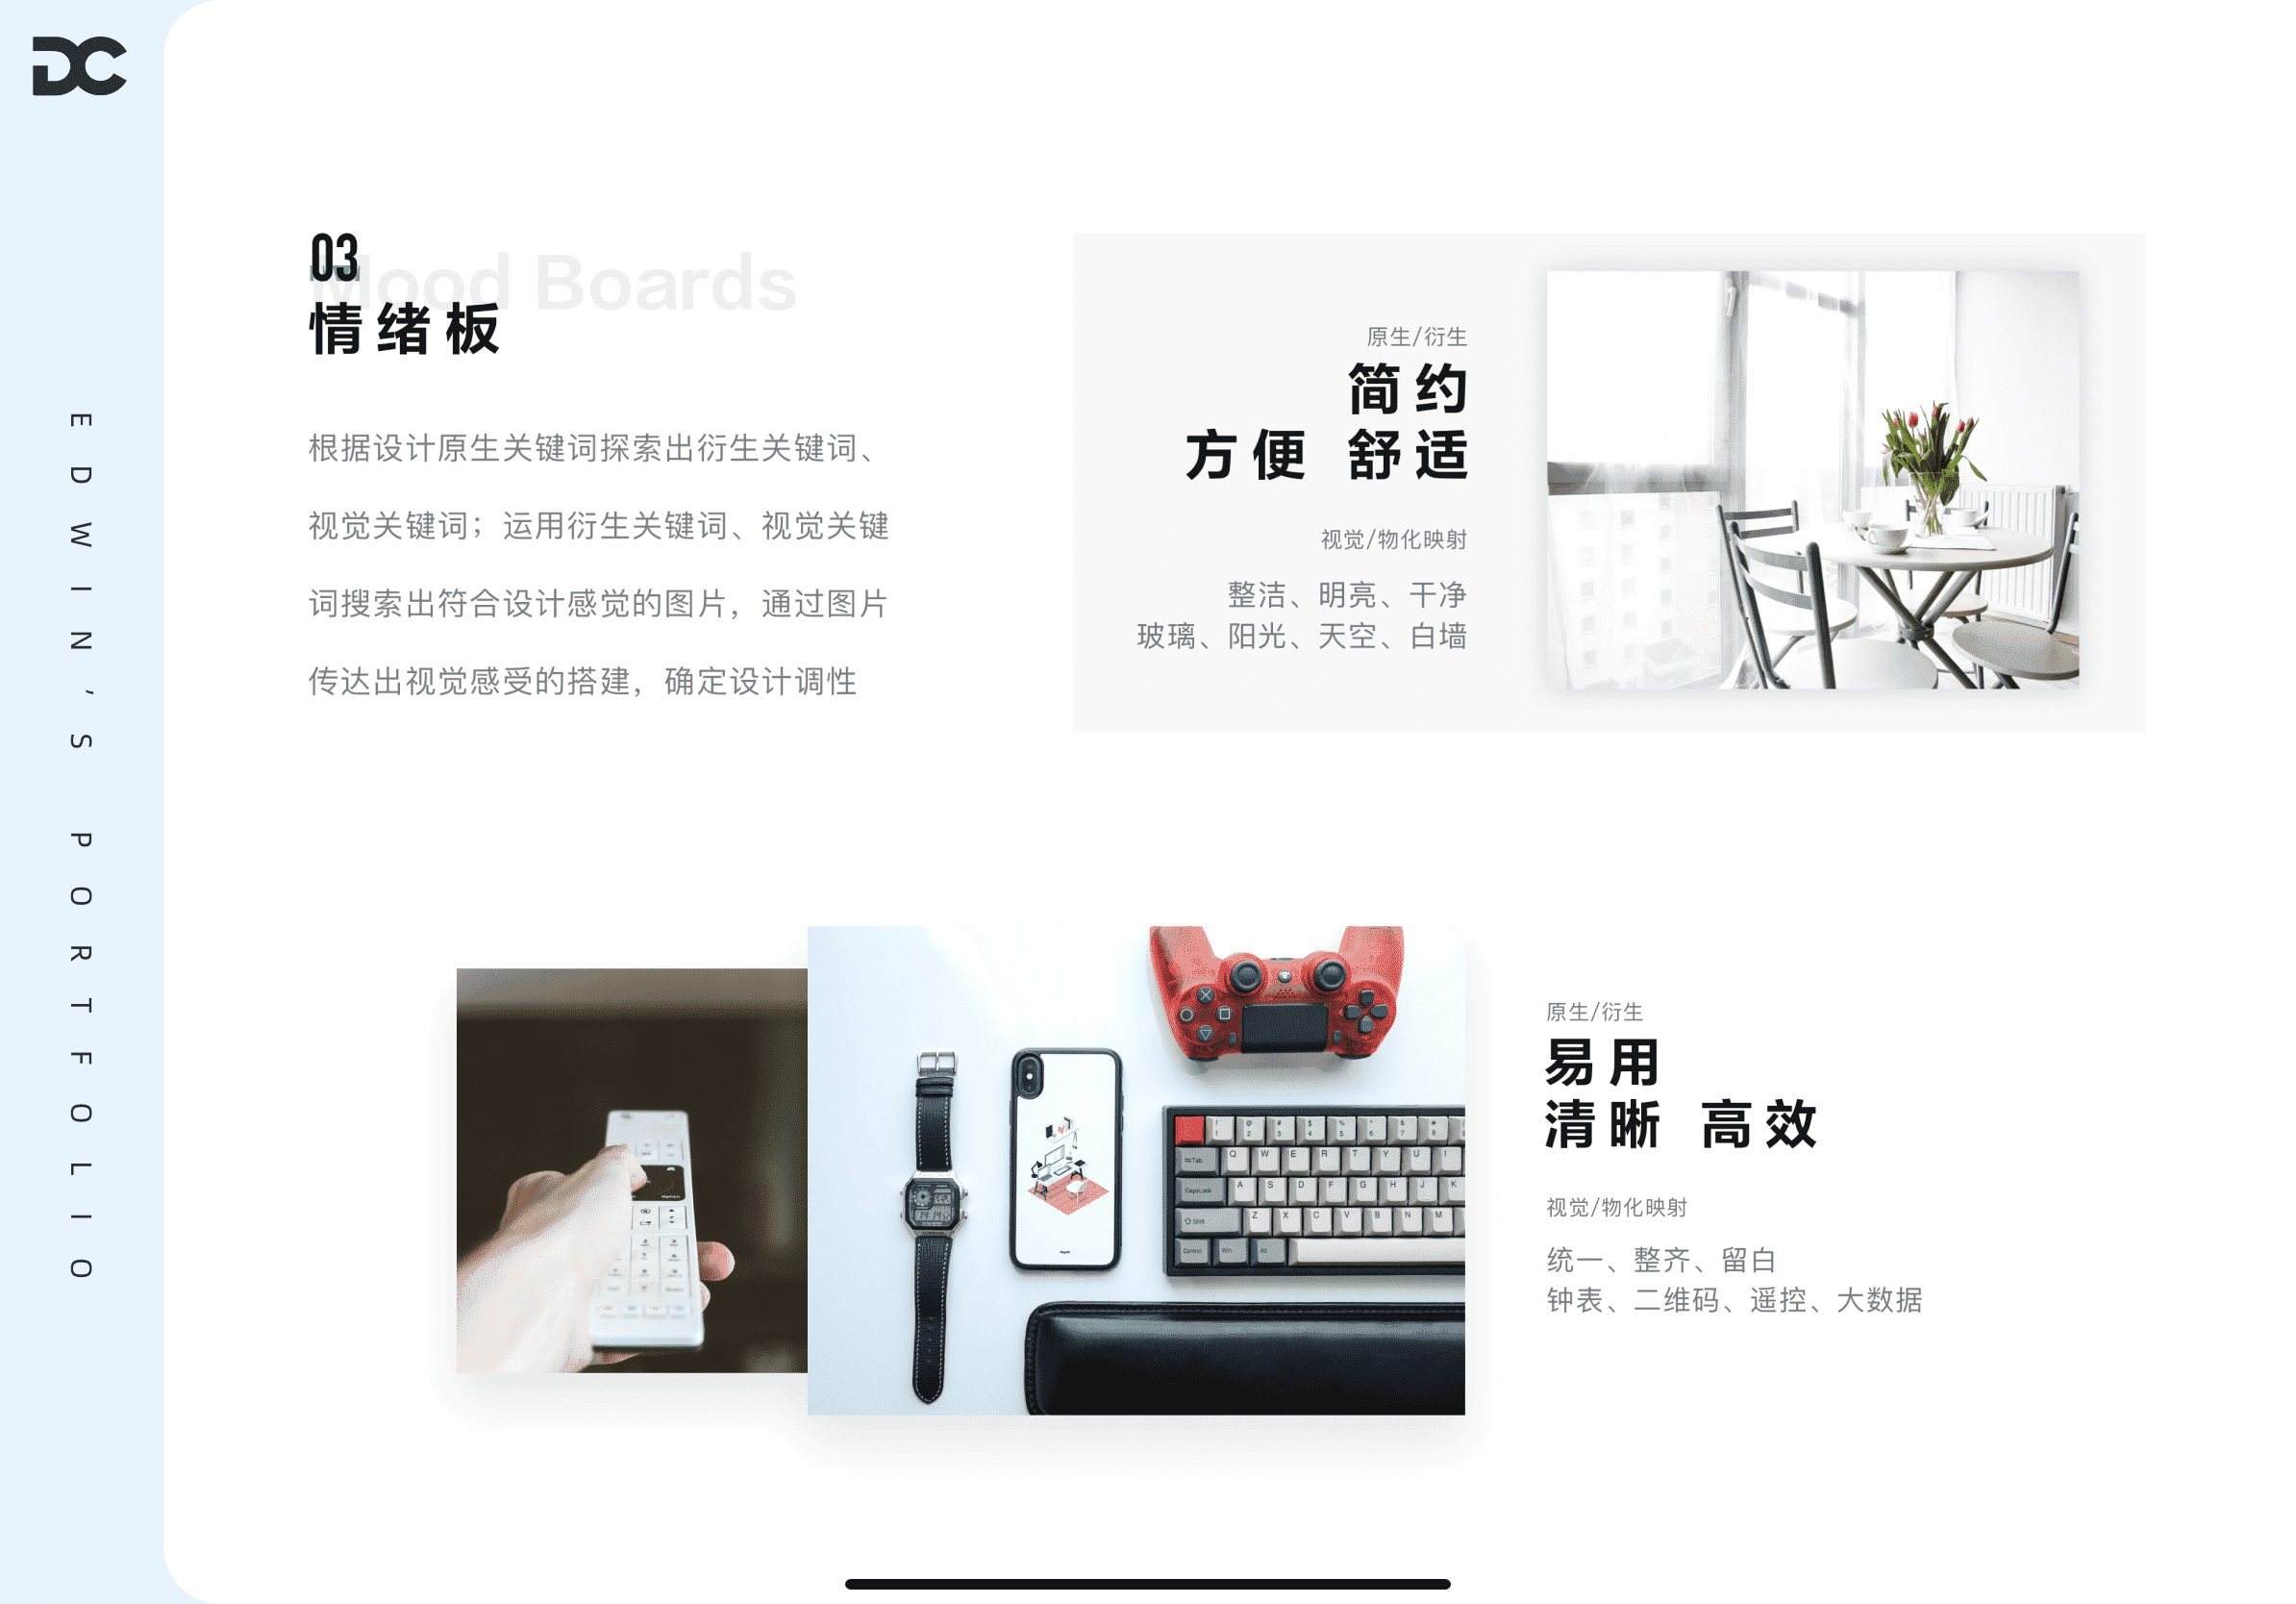 DC
EDWIN'S PORTFOLIO
03
Mood Boards
情绪板
根据设计原生关键词探索出衍生关键词、
视觉关键词；运用衍生关键词、视觉关键
词搜索出符合设计感觉的图片，通过图片
传达出视觉感受的搭建，确定设计调性
原生/衍生
简约
方便 舒适
视觉/物化映射
整洁、明亮、干净
玻璃、阳光、天空、白墙
原生/衍生
易用
清晰 高效
视觉/物化映射
统一、整齐、留白
钟表、二维码、遥控、大数据
Tab Q W E R T Y U I
CapsLock A S D F G H J K
Shift Z X C V B N M
Control Win Alt